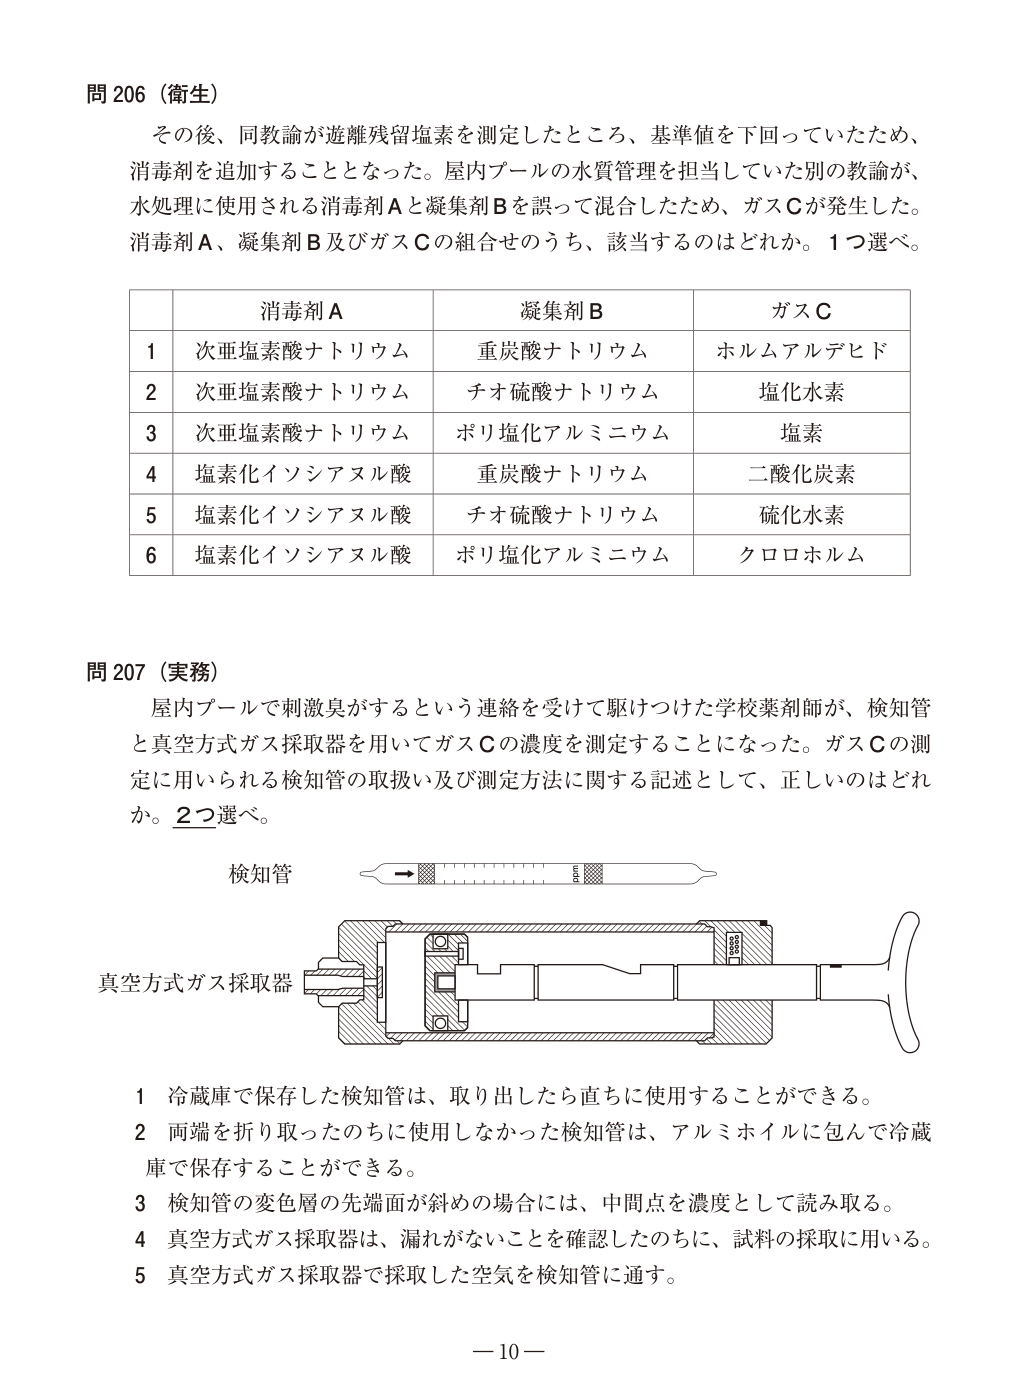 問 206（衛生）
その後、同教諭が遊離残留塩素を測定したところ、基準値を下回っていたため、
消毒剤を追加することとなった。屋内プールの水質管理を担当していた別の教諭が、
水処理に使用される消毒剤Aと凝集剤Bを誤って混合したため、ガスCが発生した。
消毒剤A、凝集剤B及びガスCの組合せのうち、該当するのはどれか。1つ選べ。
消毒剤A 凝集剤B ガスC
1 次亜塩素酸ナトリウム 重炭酸ナトリウム ホルムアルデヒド
2 次亜塩素酸ナトリウム チオ硫酸ナトリウム 塩化水素
3 次亜塩素酸ナトリウム ポリ塩化アルミニウム 塩素
4 塩素化イソシアヌル酸 重炭酸ナトリウム 二酸化炭素
5 塩素化イソシアヌル酸 チオ硫酸ナトリウム 硫化水素
6 塩素化イソシアヌル酸 ポリ塩化アルミニウム クロロホルム
問 207（実務）
屋内プールで刺激臭がするという連絡を受けて駆けつけた学校薬剤師が、検知管
と真空方式ガス採取器を用いてガスCの濃度を測定することになった。ガスCの測
定に用いられる検知管の取扱い及び測定方法に関する記述として、正しいのはどれ
か。2つ選べ。
検知管
ppm
真空方式ガス採取器
1 冷蔵庫で保存した検知管は、取り出したら直ちに使用することができる。
2 両端を折り取ったのちに使用しなかった検知管は、アルミホイルに包んで冷蔵
庫で保存することができる。
3 検知管の変色層の先端面が斜めの場合には、中間点を濃度として読み取る。
4 真空方式ガス採取器は、漏れがないことを確認したのちに、試料の採取に用いる。
5 真空方式ガス採取器で採取した空気を検知管に通す。
— 10 —